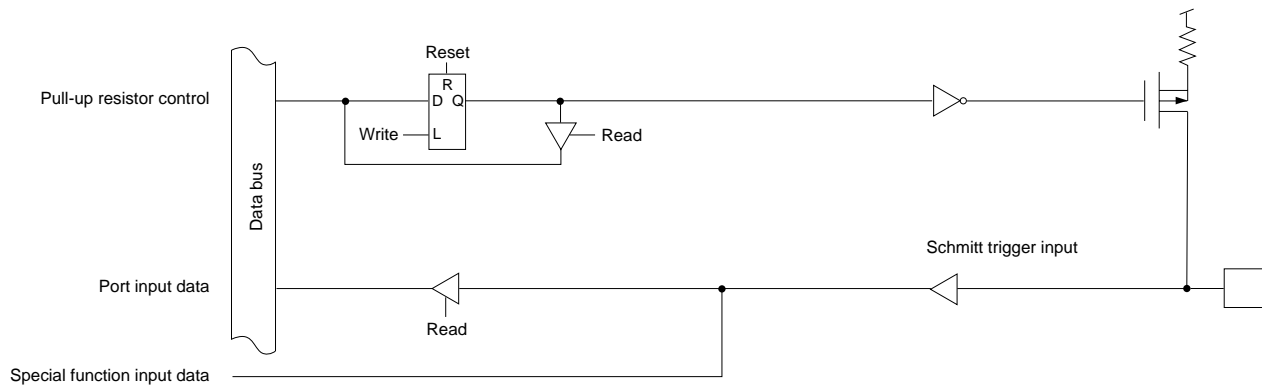 Reset
R
Pull-up resistor control
D Q
Write
L
Read
Data bus
Schmitt trigger input
Port input data
Read
Special function input data